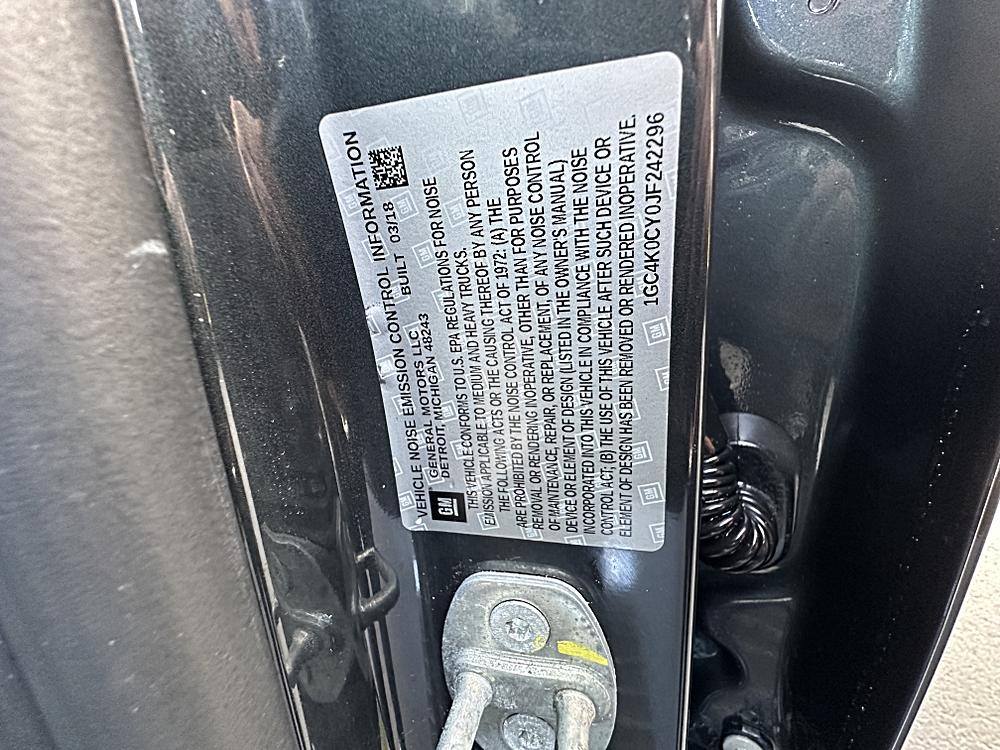 VEHICLE NOISE EMISSION CONTROL INFORMATION
GM
GENERAL MOTORS LLC BUILT 03/18
DETROIT, MICHIGAN 48243
THIS VEHICLE CONFORMS TO U.S. EPA REGULATIONS FOR NOISE
EMISSION APPLICABLE TO MEDIUM AND HEAVY TRUCKS.
THE FOLLOWING ACTS OR THE CAUSING THEREOF BY ANY PERSON
ARE PROHIBITED BY THE NOISE CONTROL ACT OF 1972: (A) THE
REMOVAL OR RENDERING INOPERATIVE, OTHER THAN FOR PURPOSES
OF MAINTENANCE, REPAIR, OR REPLACEMENT, OF ANY NOISE CONTROL
DEVICE OR ELEMENT OF DESIGN (LISTED IN THE OWNER'S MANUAL)
INCORPORATED INTO THIS VEHICLE IN COMPLIANCE WITH THE NOISE
CONTROL ACT; (B) THE USE OF THIS VEHICLE AFTER SUCH DEVICE OR
ELEMENT OF DESIGN HAS BEEN REMOVED OR RENDERED INOPERATIVE.
1GC4K0CY0JF242296